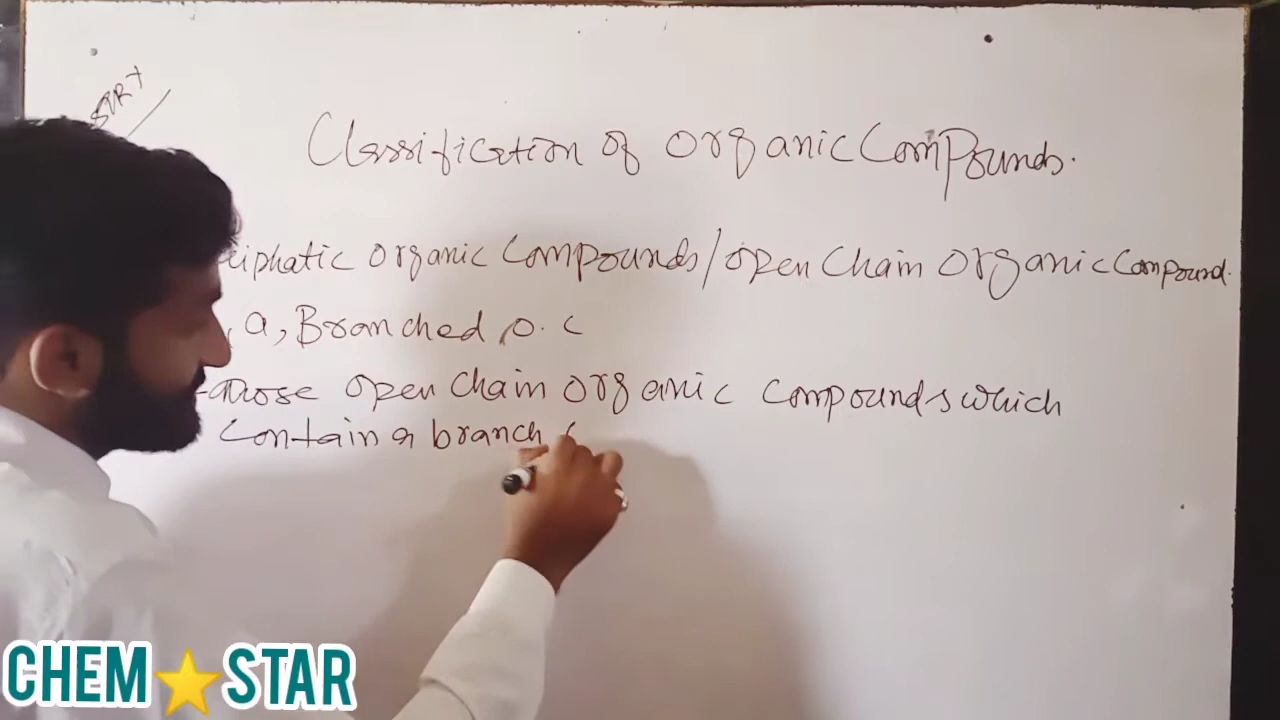 Classification of Organic Compounds.
Organic Compounds/open Chain Organic Compound.
a, Branched O. C
those open chain organic compounds which
contain a branch
CHEM STAR